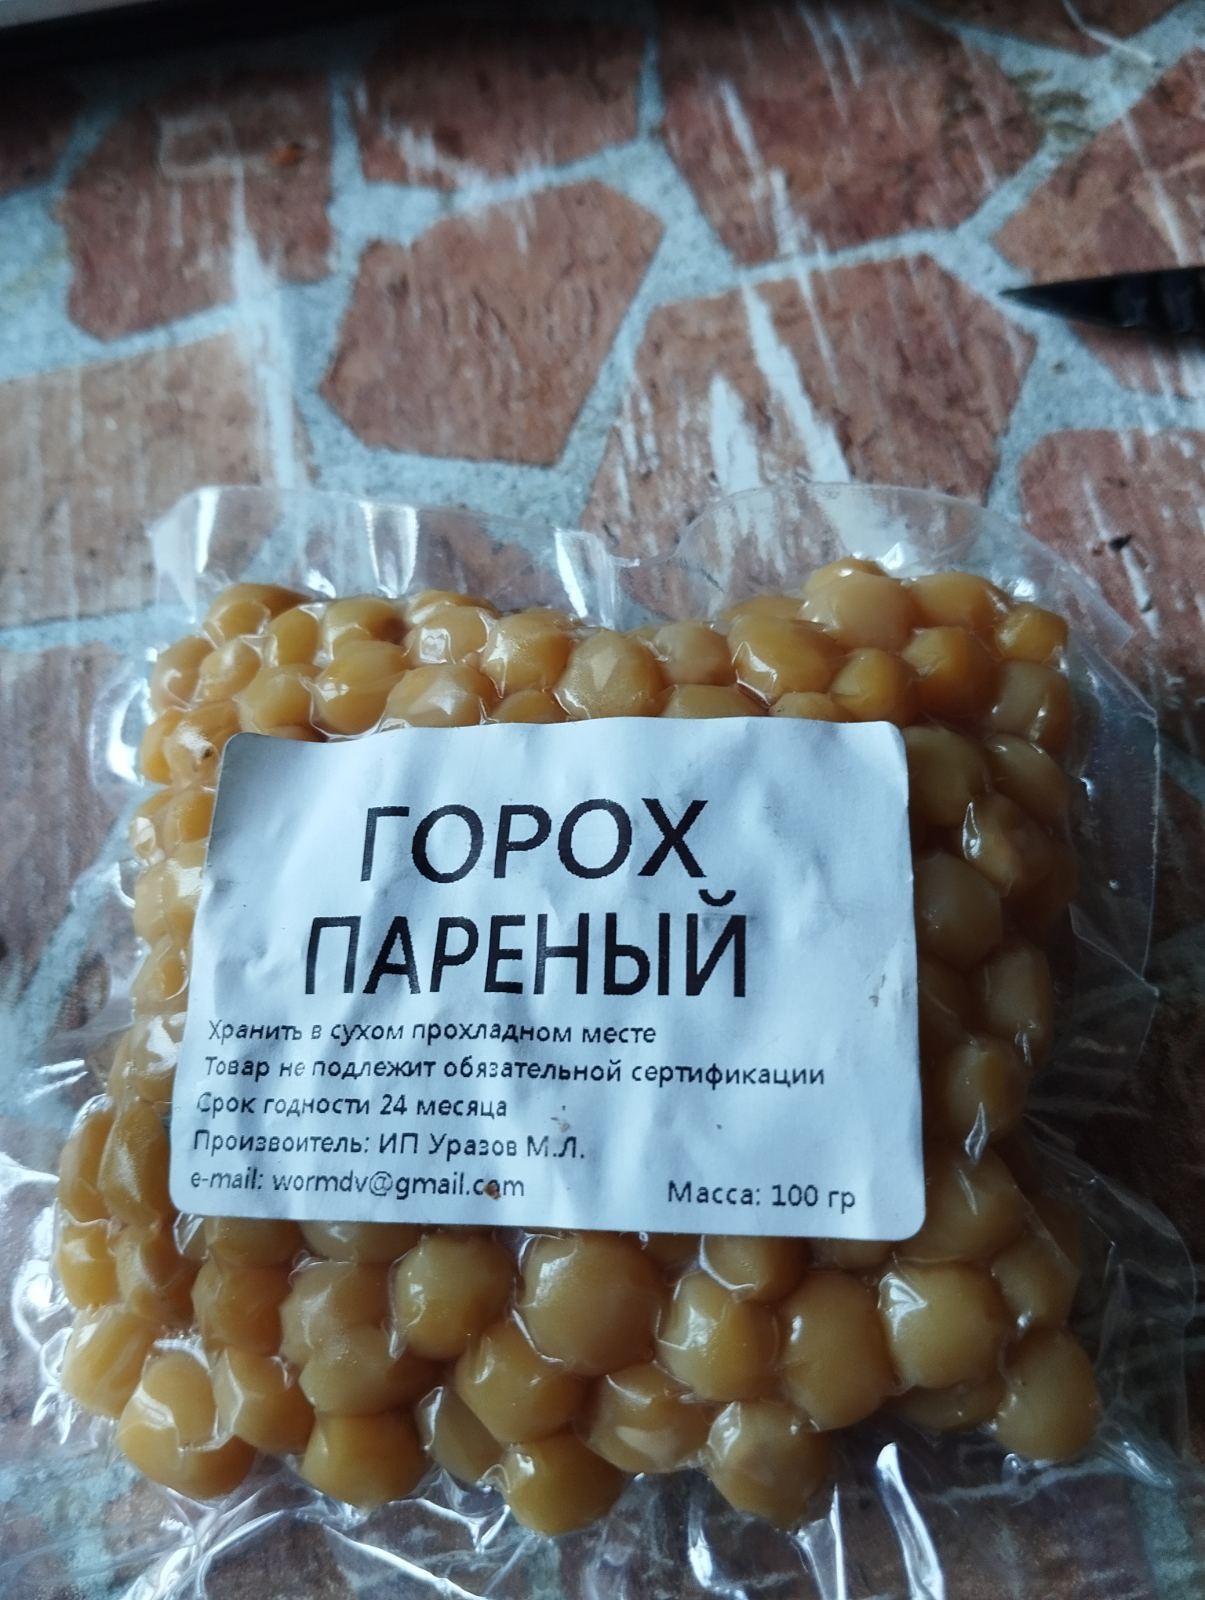 ГОРОХ
ПАРЕНЫЙ
Хранить в сухом прохладном месте
Товар не подлежит обязательной сертификации
Срок годности 24 месяца
Произвоитель: ИП Уразов М.Л.
e-mail: wormdv@gmail.com
Масса: 100 гр